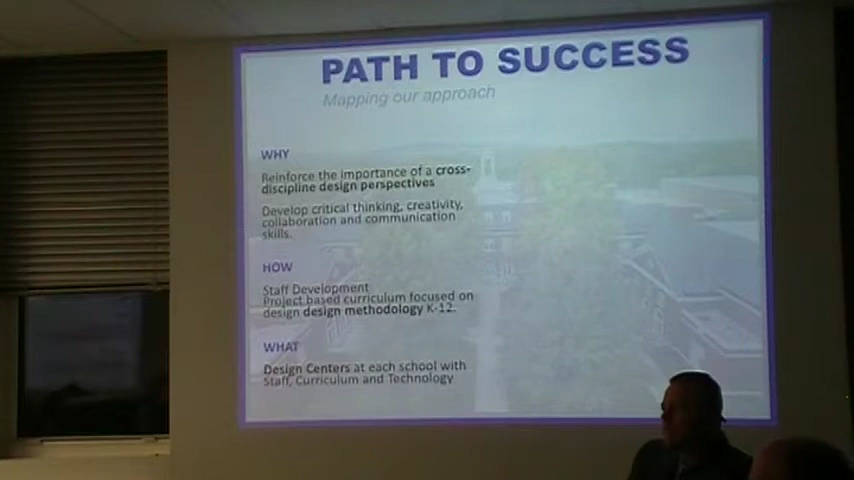 PATH TO SUCCESS
Mapping our approach
WHY
Reinforce the importance of a cross-
discipline design perspectives
Develop critical thinking, creativity,
collaboration and communication
skills.
HOW
Staff Development
Project based curriculum focused on
design design methodology K-12.
WHAT
Design Centers at each school with
Staff, Curriculum and Technology